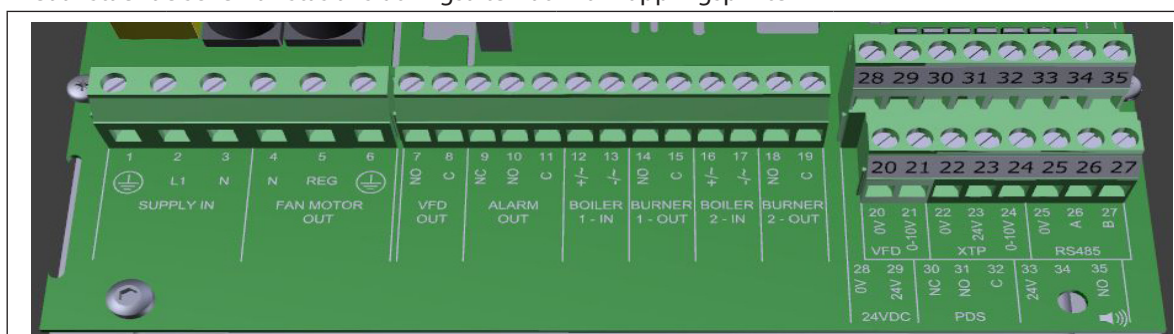 28 29 30 31 32 33 34 35
20 21 22 23 24 25 26 27
1 2 3 4 5 6 7 8 9 10 11 12 13 14 15 16 17 18 19
L1 N N REG NO C NC NO C +/~ -/~ NO C +/~ -/~ NO C
SUPPLY IN
FAN MOTOR OUT
VFD OUT
ALARM OUT
BOILER 1 - IN
BURNER 1 - OUT
BOILER 2 - IN
BURNER 2 - OUT
20 21 22 23 24 25 26 27
0V 0-10V 0V 24V 0-10V 0V A B
VFD XTP RS485
28 29 30 31 32 33 34 35
0V 24V NC NO C 24V NO
24VDC PDS